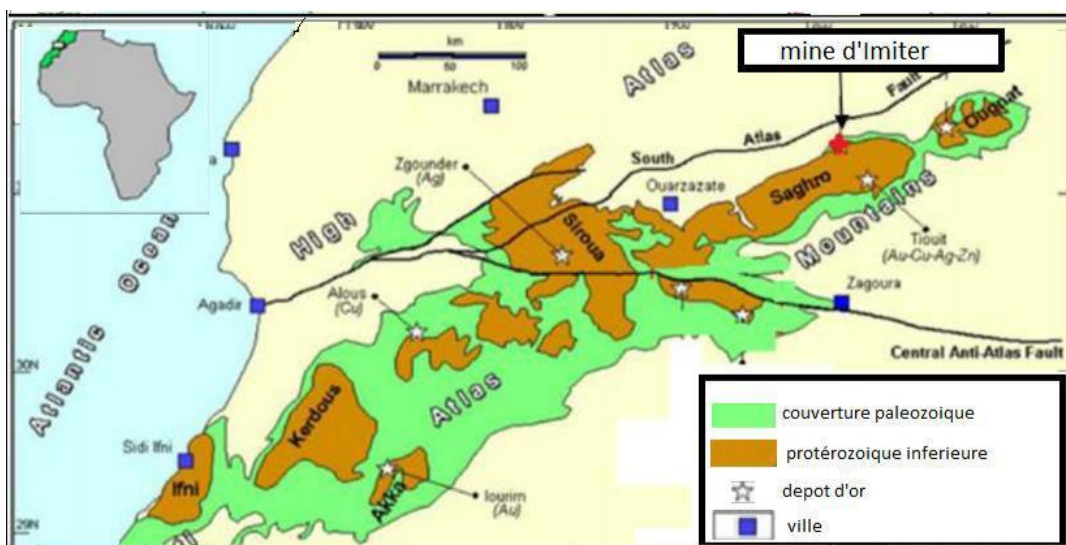 mine d'Imiter
km
0
50
100
Marrakech
Atlas
Fault
Ougnat
Atlas
South
Zgounder
(Ag)
Ouarzazate
Saghro
High
Siroua
Mountains
Tiouit
(Au-Cu-Ag-Zn)
Atlantic Ocean
Agadir
Alous
(Cu)
Zagoura
30N
Central Anti-Atlas Fault
Atlas
Kerdous
Sidi Ifni
Ifni
Akka
Iourirn
(Au)
29N
couverture paleozoique
protérozoique inferieure
depot d'or
ville